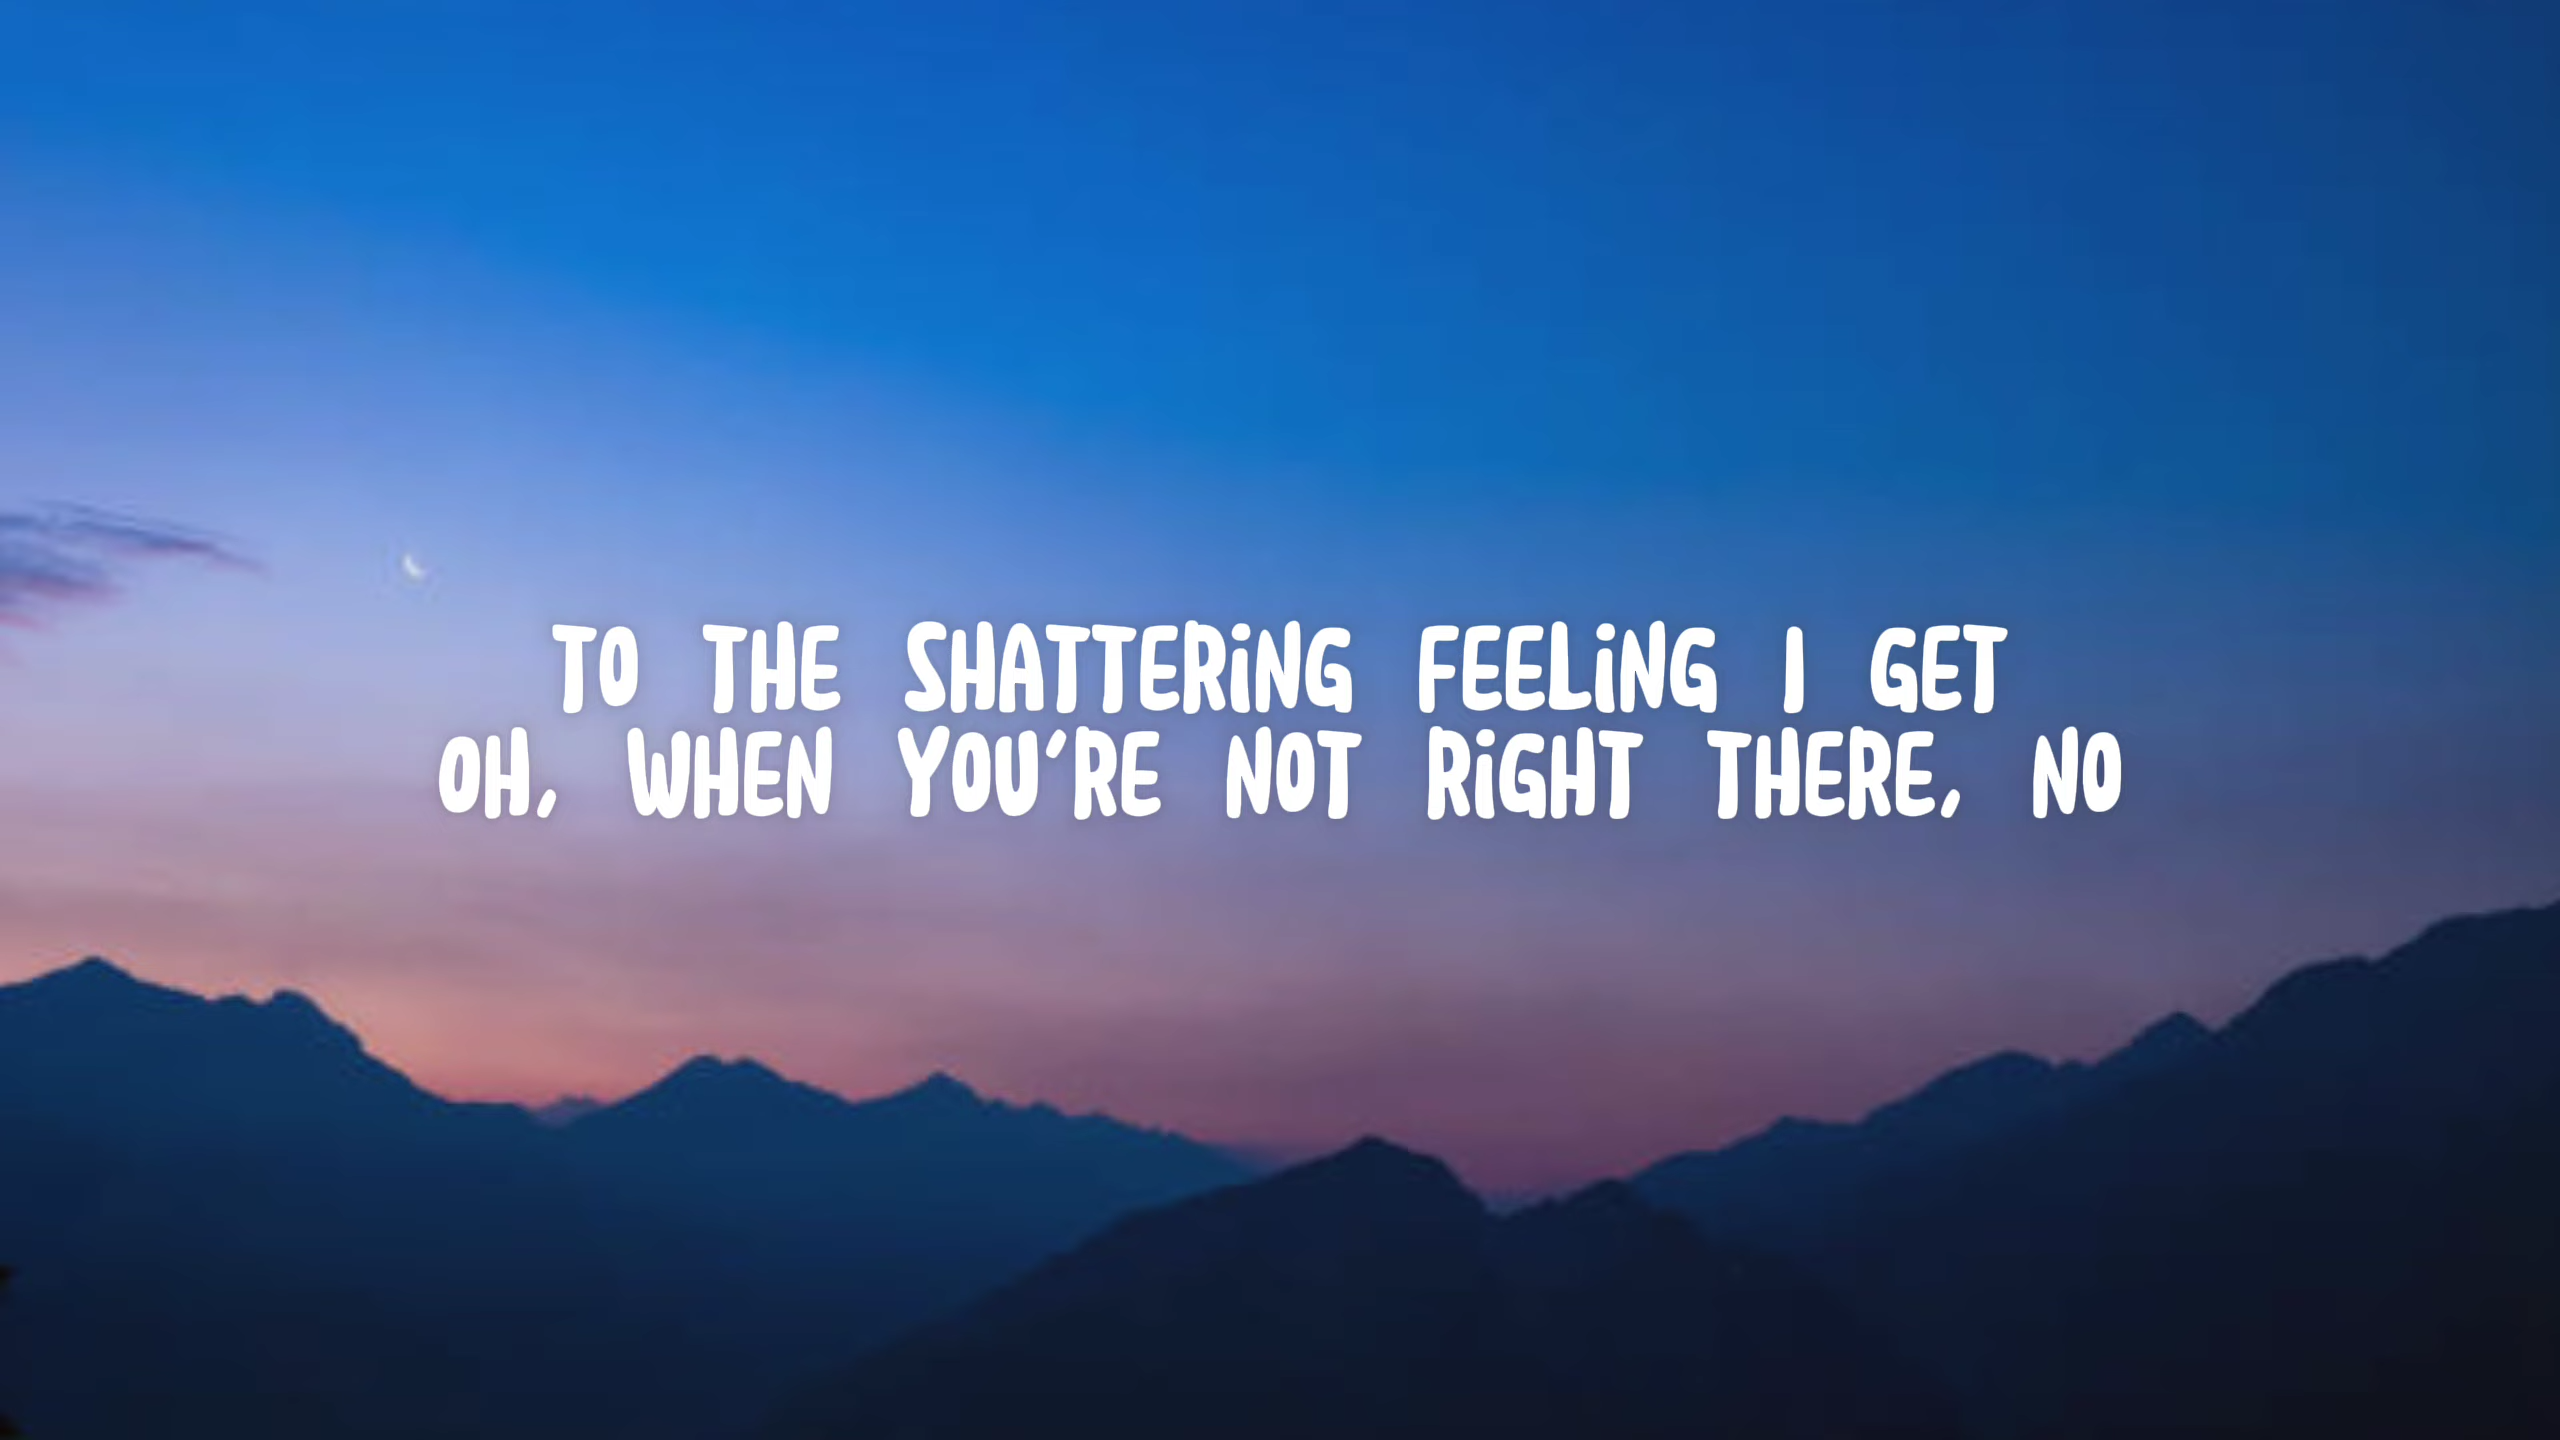 TO THE SHATTERiNG FEELiNG I GET
OH, WHEN YOU'RE NOT RiGHT THERE, NO